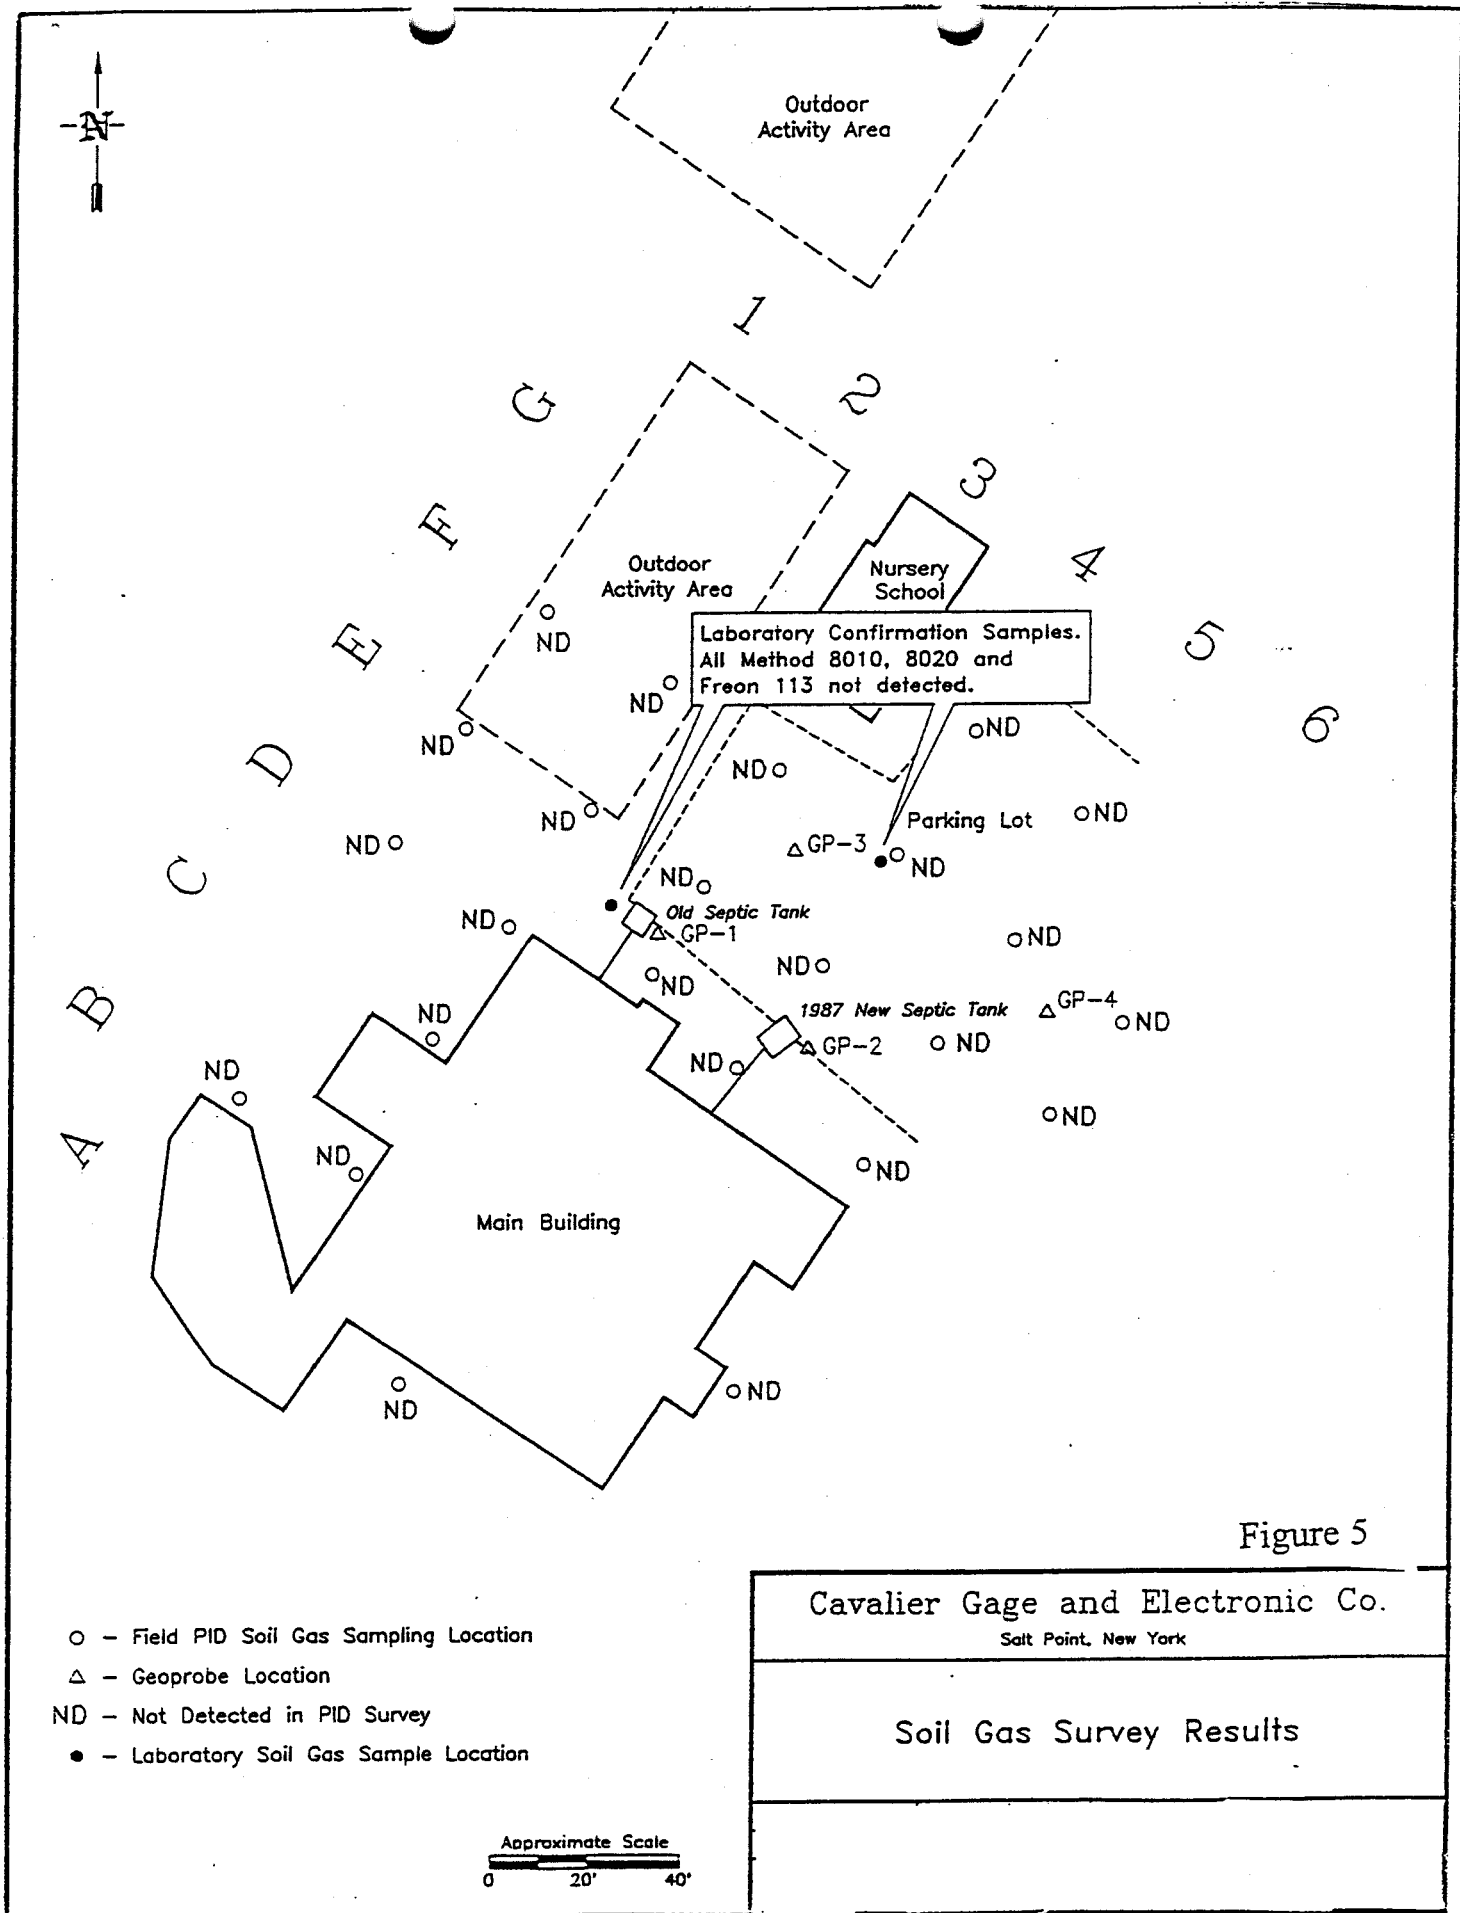 N
Outdoor
Activity Area
1
2
3
4
5
6
G
F
E
D
C
B
A
Outdoor
Activity Area
Nursery
School
Laboratory Confirmation Samples.
All Method 8010, 8020 and
Freon 113 not detected.
ND
ND
ND
ND
ND
ND
ND
Parking Lot
ND
GP-3
ND
ND
ND
Old Septic Tank
GP-1
ND
ND
ND
ND
1987 New Septic Tank
GP-4
ND
GP-2
ND
ND
ND
ND
ND
ND
ND
Main Building
ND
ND
Figure 5
Cavalier Gage and Electronic Co.
Salt Point, New York
Soil Gas Survey Results
O - Field PID Soil Gas Sampling Location
△ - Geoprobe Location
ND - Not Detected in PID Survey
● - Laboratory Soil Gas Sample Location
Approximate Scale
0 20' 40'